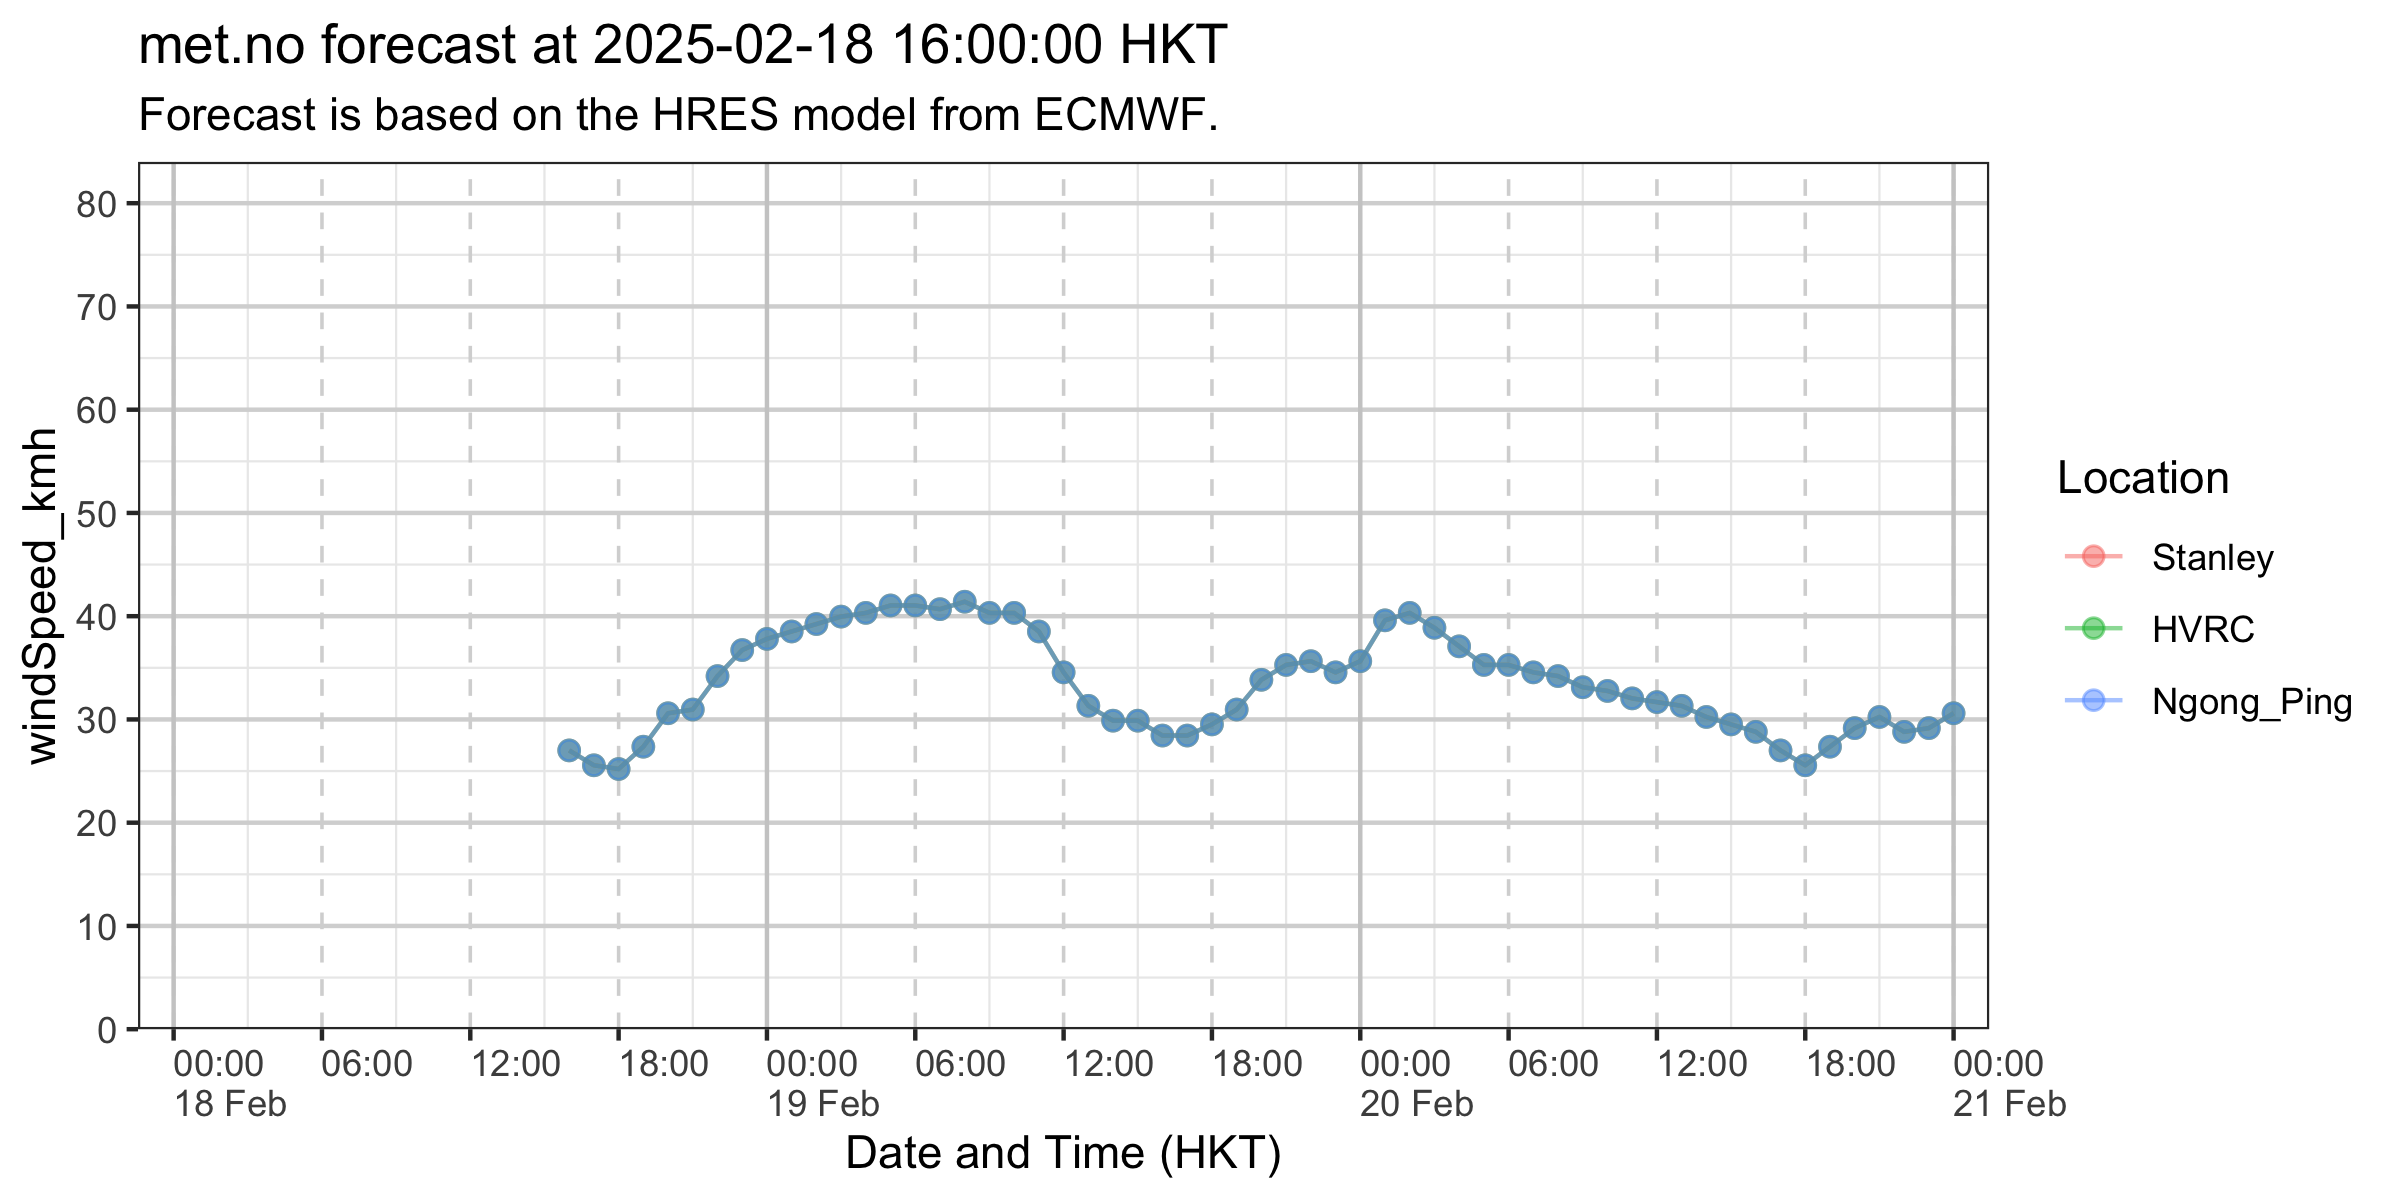 met.no forecast at 2025-02-18 16:00:00 HKT
Forecast is based on the HRES model from ECMWF.
windSpeed_kmh
80
70
60
50
40
30
20
10
0
00:00 06:00 12:00 18:00 00:00 06:00 12:00 18:00 00:00 06:00 12:00 18:00 00:00
18 Feb 19 Feb 20 Feb 21 Feb
Date and Time (HKT)
Location
Stanley
HVRC
Ngong_Ping